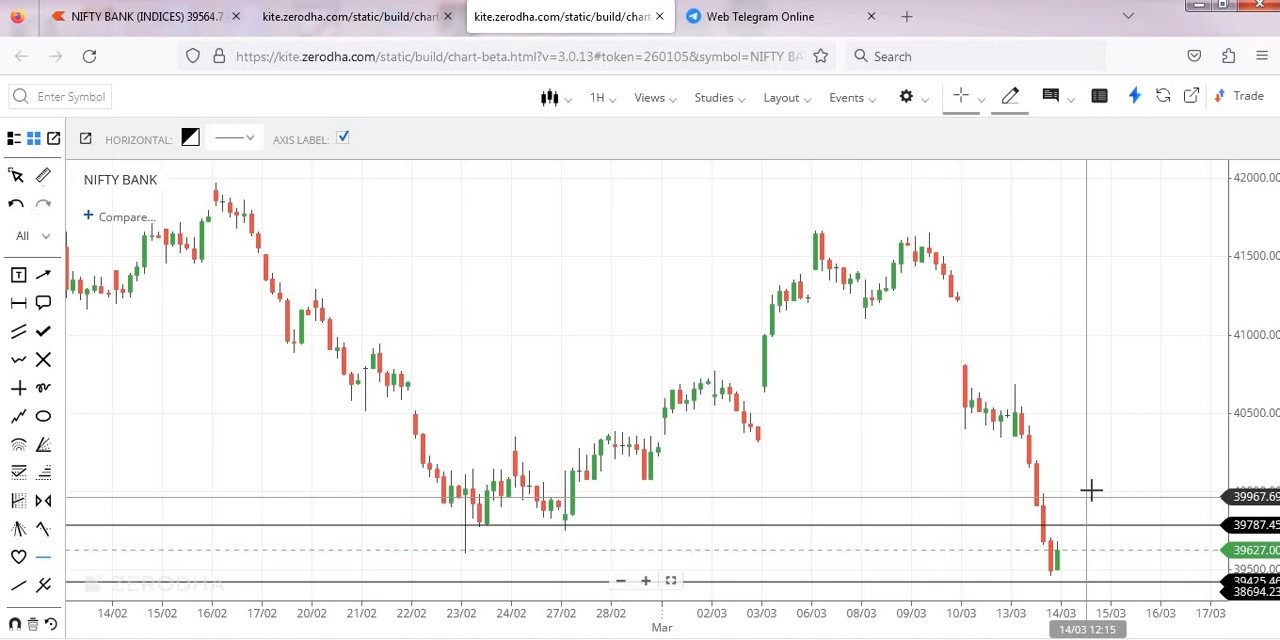 NIFTY BANK (INDICES) 39564.7
kite.zerodha.com/static/build/chart
kite.zerodha.com/static/build/chart
Web Telegram Online
https://kite.zerodha.com/static/build/chart-beta.html?v=3.0.13#token=260105&symbol=NIFTY BA
Search
Enter Symbol
1H
Views
Studies
Layout
Events
Trade
HORIZONTAL:
AXIS LABEL:
NIFTY BANK
Compare...
All
42000.00
41500.00
41000.00
40500.00
39967.69
39787.45
39627.00
39500.00
39425.46
38694.23
ZERODHA
14/02 15/02 16/02 17/02 20/02 21/02 22/02 23/02 24/02 27/02 28/02 02/03 03/03 06/03 08/03 09/03 10/03 13/03 14/03 15/03 16/03 17/03
Mar
14/03 12:15